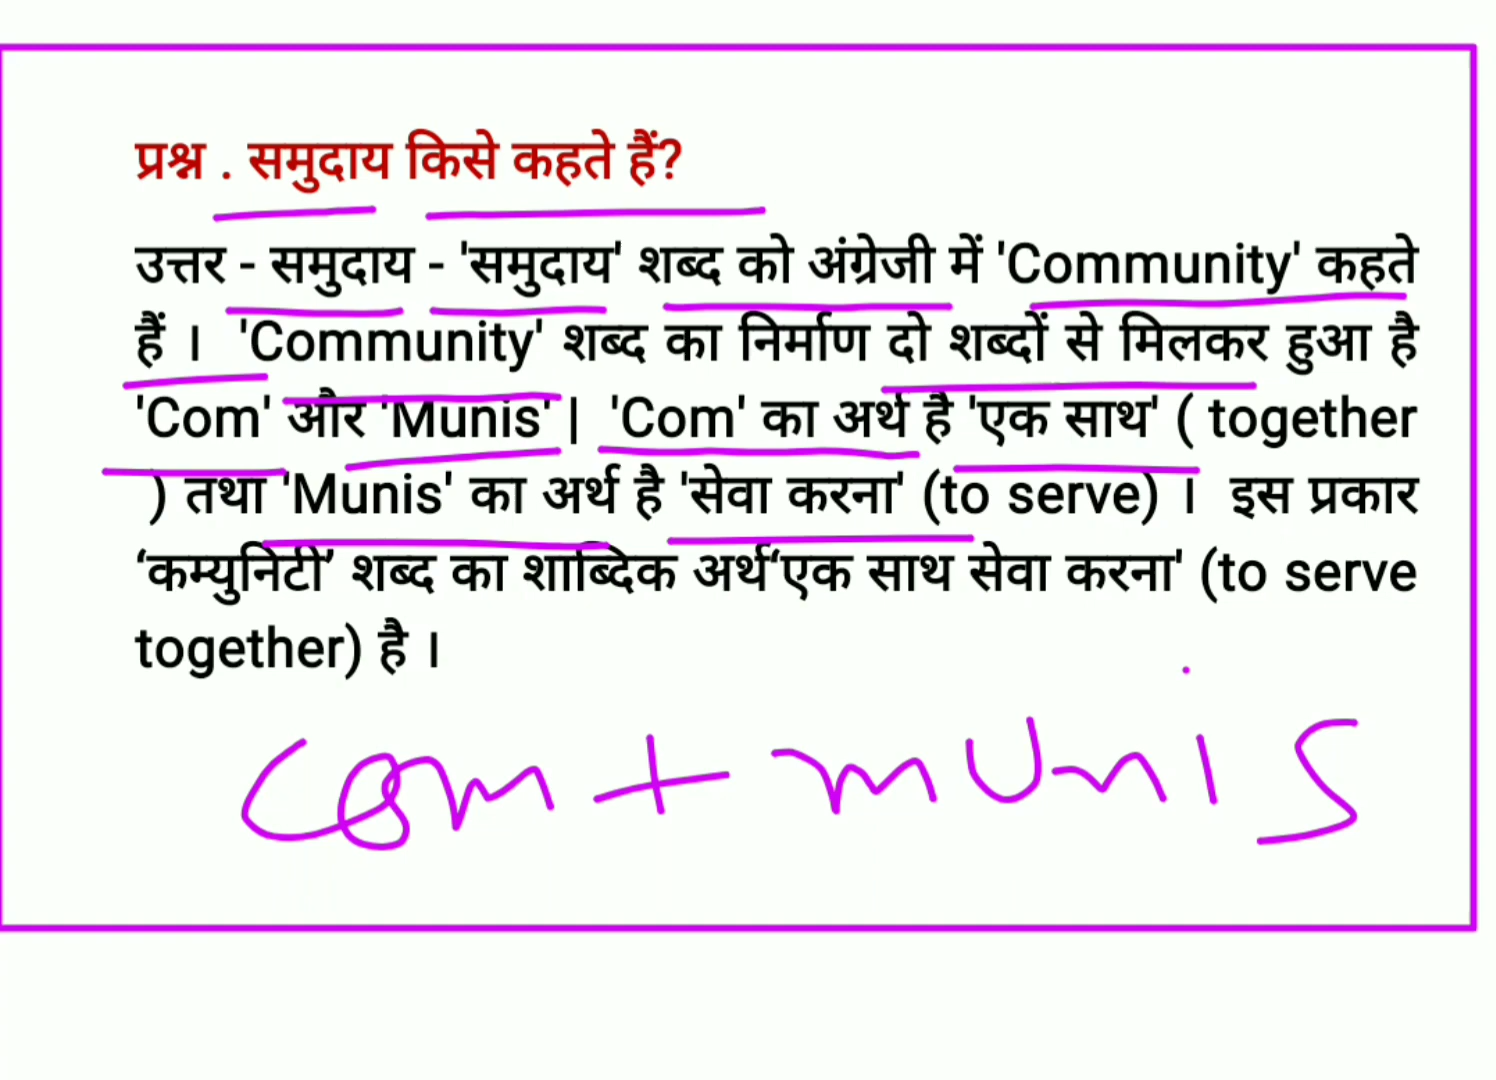 प्रश्न . समुदाय किसे कहते हैं?
उत्तर - समुदाय - 'समुदाय' शब्द को अंग्रेजी में 'Community' कहते
हैं । 'Community' शब्द का निर्माण दो शब्दों से मिलकर हुआ है
'Com' और 'Munis'| 'Com' का अर्थ है 'एक साथ' ( together
) तथा 'Munis' का अर्थ है 'सेवा करना' (to serve) । इस प्रकार
‘कम्युनिटी’ शब्द का शाब्दिक अर्थ‘एक साथ सेवा करना' (to serve
together) है ।
com + munis